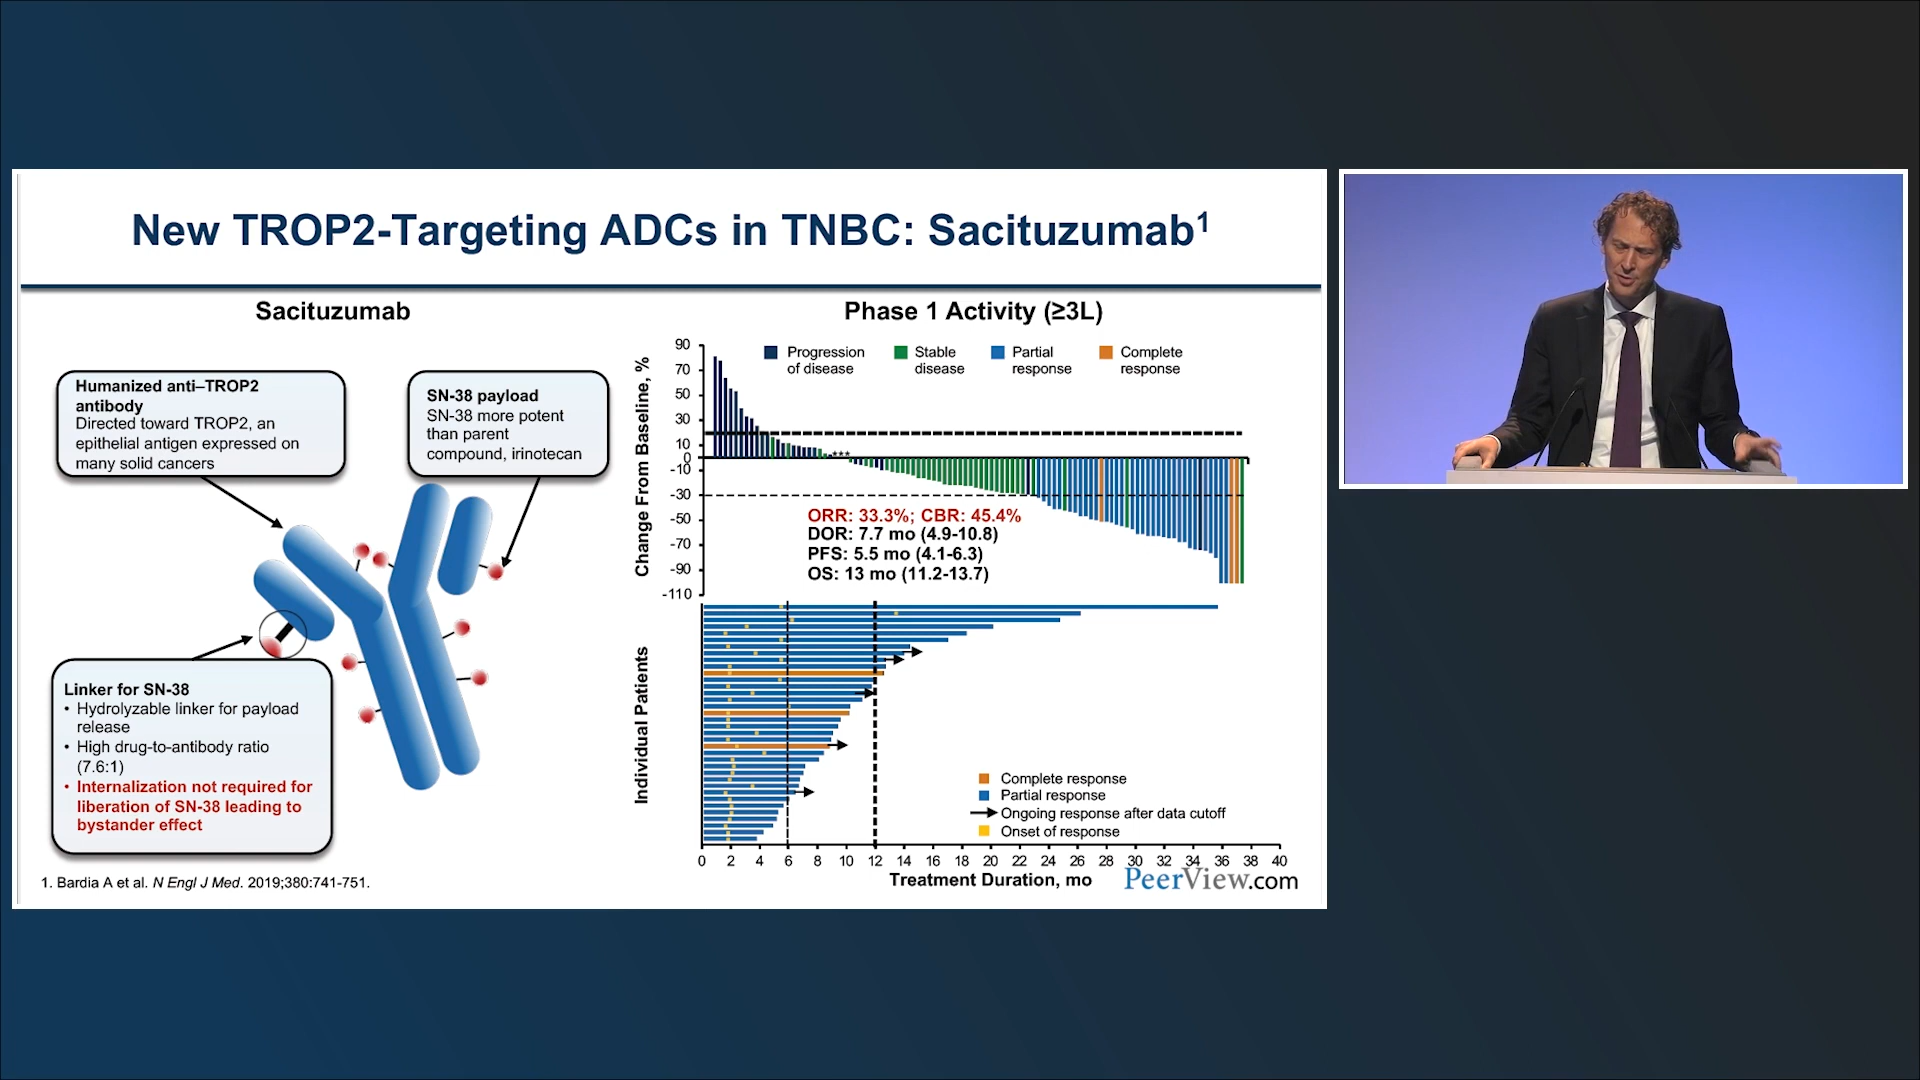 New TROP2-Targeting ADCs in TNBC: Sacituzumab1
Sacituzumab
Humanized anti–TROP2
antibody
Directed toward TROP2, an
epithelial antigen expressed on
many solid cancers
SN-38 payload
SN-38 more potent
than parent
compound, irinotecan
Linker for SN-38
• Hydrolyzable linker for payload
release
• High drug-to-antibody ratio
(7.6:1)
• Internalization not required for
liberation of SN-38 leading to
bystander effect
1. Bardia A et al. N Engl J Med. 2019;380:741-751.
Phase 1 Activity (≥3L)
Change From Baseline, %
90
70
50
30
10
0
-10
-30
-50
-70
-90
-110
Progression
of disease
Stable
disease
Partial
response
Complete
response
***
ORR: 33.3%; CBR: 45.4%
DOR: 7.7 mo (4.9-10.8)
PFS: 5.5 mo (4.1-6.3)
OS: 13 mo (11.2-13.7)
Individual Patients
Complete response
Partial response
Ongoing response after data cutoff
Onset of response
0 2 4 6 8 10 12 14 16 18 20 22 24 26 28 30 32 34 36 38 40
Treatment Duration, mo
PeerView.com